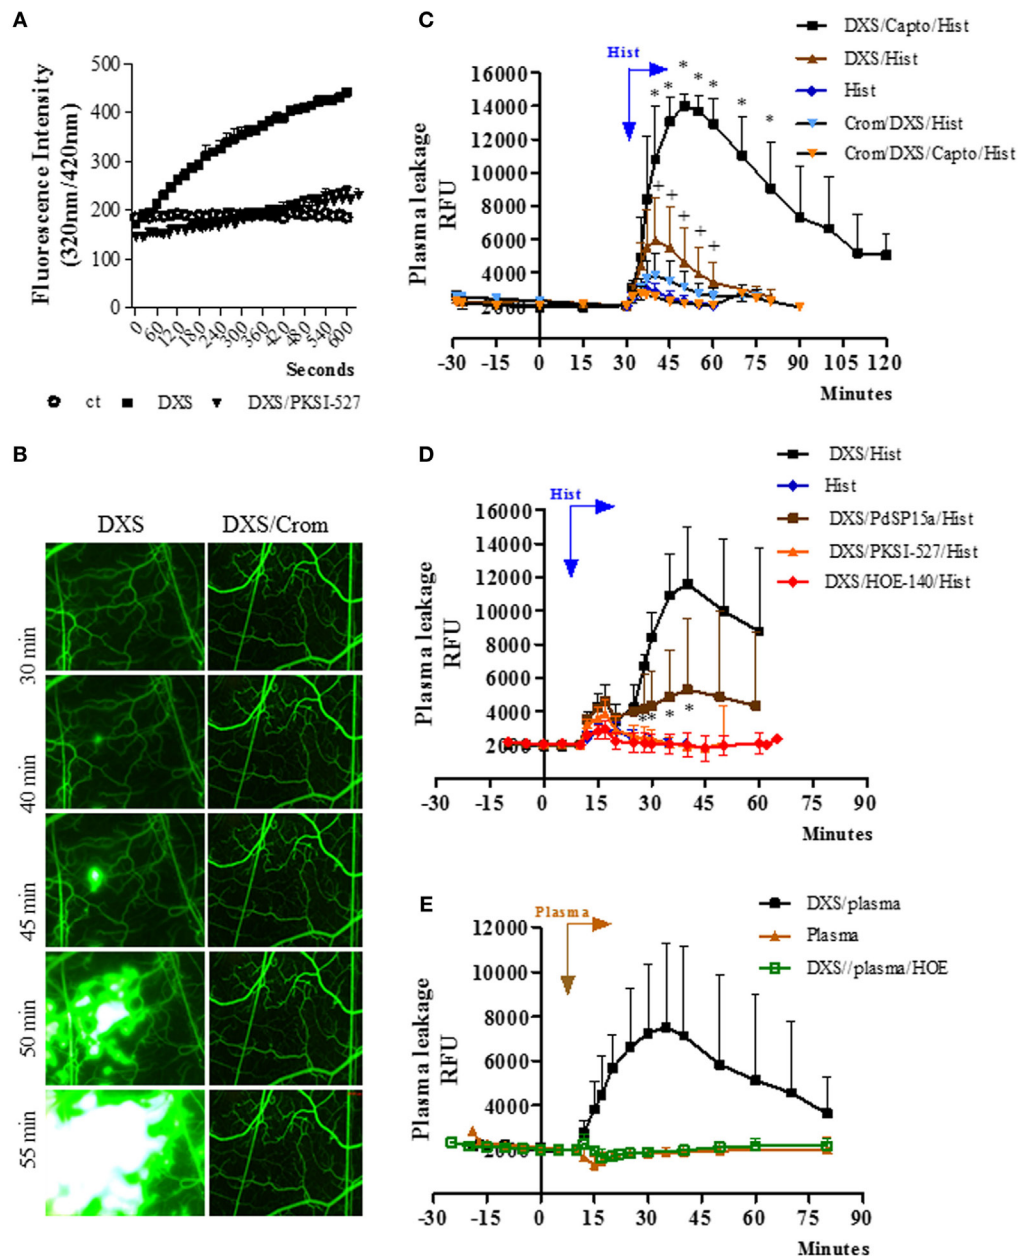 A
Fluorescence Intensity
(320nm/420nm)
500
400
300
200
100
0
0 60 120 180 240 300 360 420 480 540 600
Seconds
ct DXS DXS/PKSI-527
B
DXS DXS/Crom
30 min
40 min
45 min
50 min
55 min
C
DXS/Capto/Hist
DXS/Hist
Hist
Crom/DXS/Hist
Crom/DXS/Capto/Hist
Hist
Plasma leakage
RFU
16000
14000
12000
10000
8000
6000
4000
2000
* * * * * * *
+ + + + +
-30 -15 0 15 30 45 60 75 90 105 120
Minutes
D
DXS/Hist
Hist
DXS/PdSP15a/Hist
DXS/PKSI-527/Hist
DXS/HOE-140/Hist
Hist
Plasma leakage
RFU
16000
14000
12000
10000
8000
6000
4000
2000
** * *
-30 -15 0 15 30 45 60 75 90
Minutes
E
DXS/plasma
Plasma
DXS//plasma/HOE
Plasma
Plasma leakage
RFU
12000
10000
8000
6000
4000
2000
-30 -15 0 15 30 45 60 75 90
Minutes